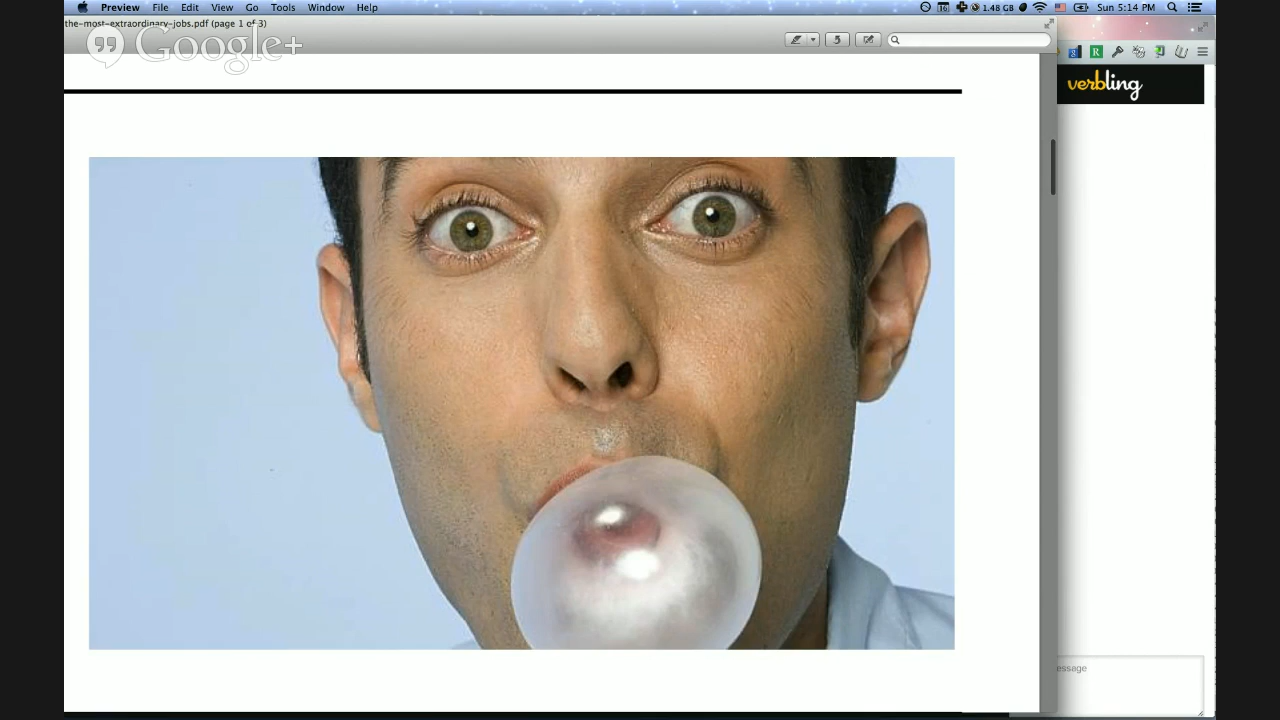 Preview File Edit View Go Tools Window Help 16 1.48 GB Sun 5:14 PM
the-most-extraordinary-jobs.pdf (page 1 of 3)
Google+
verbling
essage